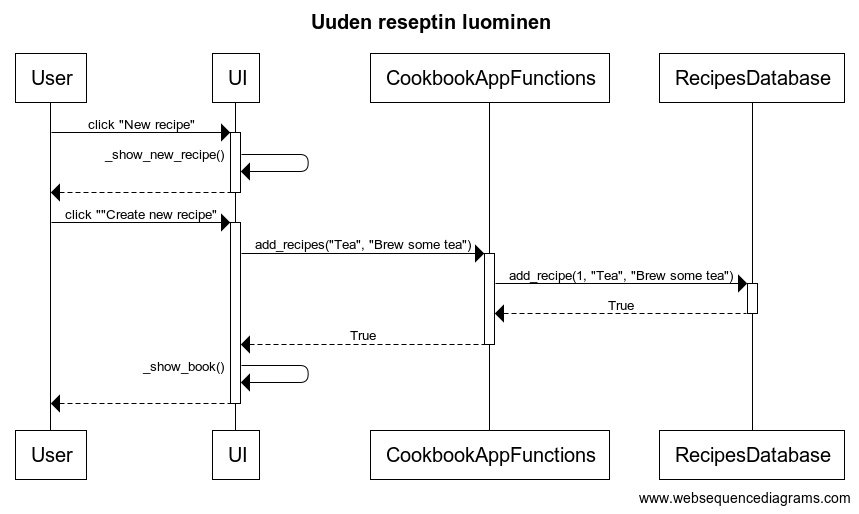 Uuden reseptin luominen
User
UI
CookbookAppFunctions
RecipesDatabase
click "New recipe"
_show_new_recipe()
click ""Create new recipe"
add_recipes("Tea", "Brew some tea")
add_recipe(1, "Tea", "Brew some tea")
True
True
_show_book()
User
UI
CookbookAppFunctions
RecipesDatabase
www.websequencediagrams.com